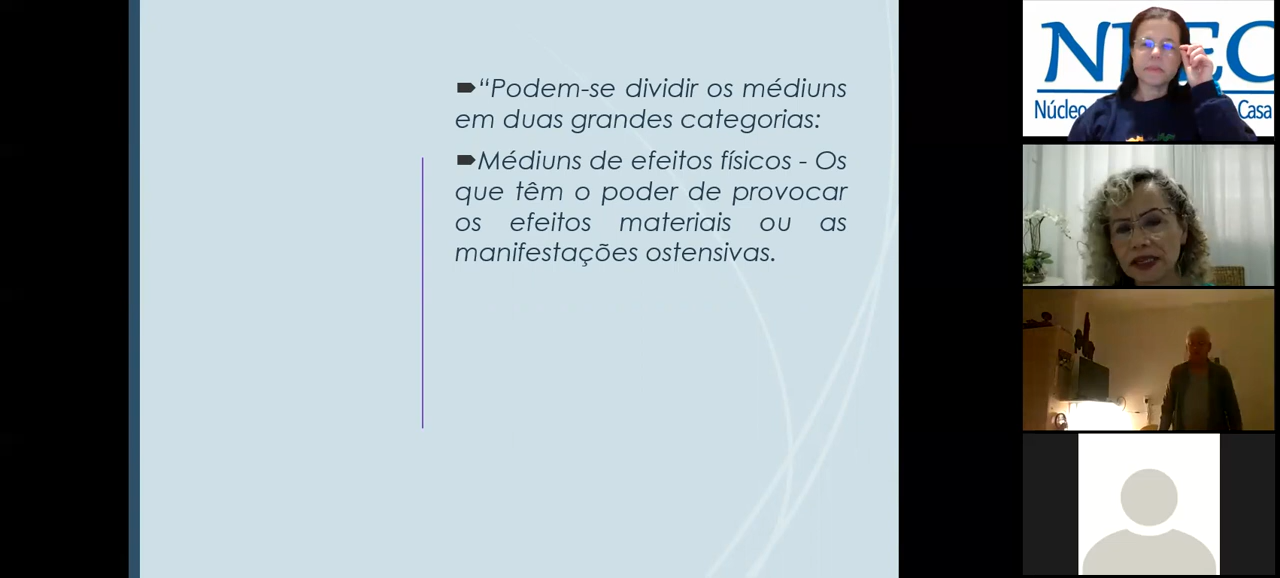 “Podem-se dividir os médiuns
em duas grandes categorias:
Médiuns de efeitos físicos - Os
que têm o poder de provocar
os efeitos materiais ou as
manifestações ostensivas.
Núcleo
Casa